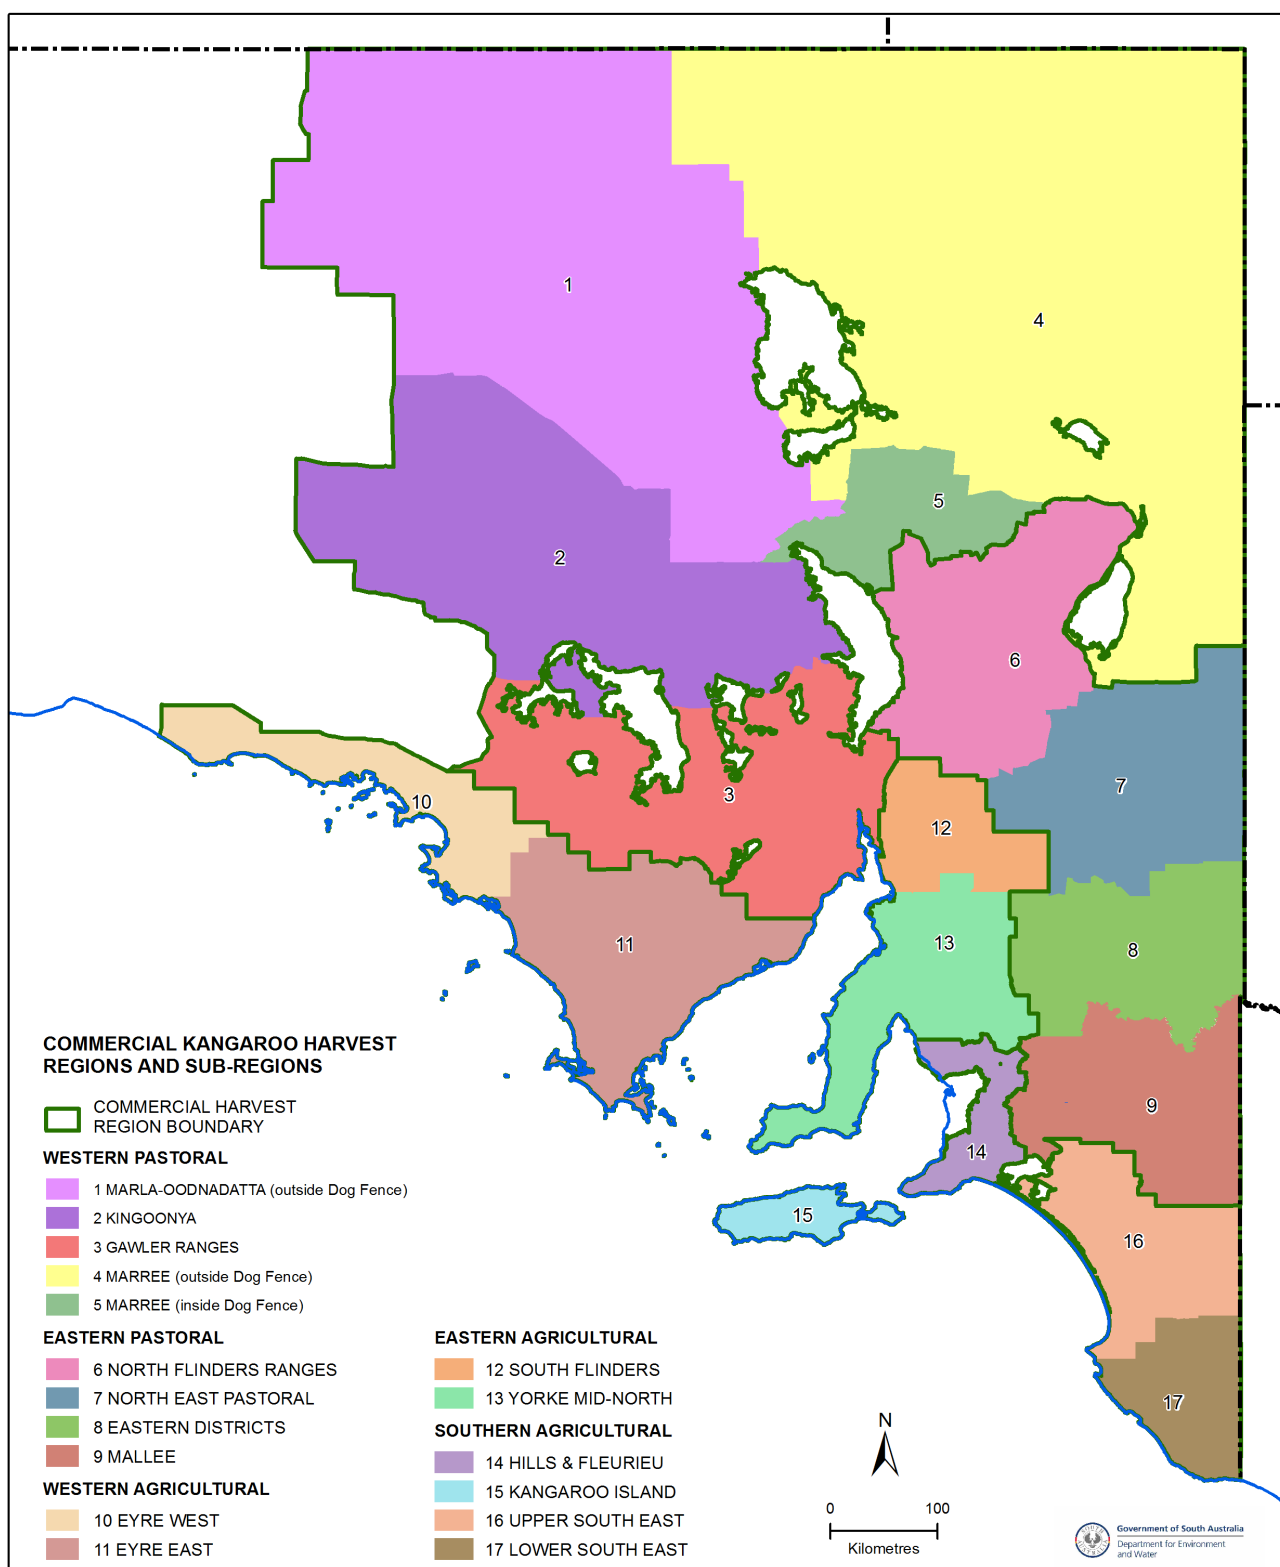 1
4
5
2
6
7
3
10
12
11
13
8
9
14
15
16
17
COMMERCIAL KANGAROO HARVEST
REGIONS AND SUB-REGIONS
COMMERCIAL HARVEST
REGION BOUNDARY
WESTERN PASTORAL
1 MARLA-OODNADATTA (outside Dog Fence)
2 KINGOONYA
3 GAWLER RANGES
4 MARREE (outside Dog Fence)
5 MARREE (inside Dog Fence)
EASTERN PASTORAL
6 NORTH FLINDERS RANGES
7 NORTH EAST PASTORAL
8 EASTERN DISTRICTS
9 MALLEE
WESTERN AGRICULTURAL
10 EYRE WEST
11 EYRE EAST
EASTERN AGRICULTURAL
12 SOUTH FLINDERS
13 YORKE MID-NORTH
SOUTHERN AGRICULTURAL
14 HILLS & FLEURIEU
15 KANGAROO ISLAND
16 UPPER SOUTH EAST
17 LOWER SOUTH EAST
N
0 100
Kilometres
Government of South Australia
Department for Environment
and Water